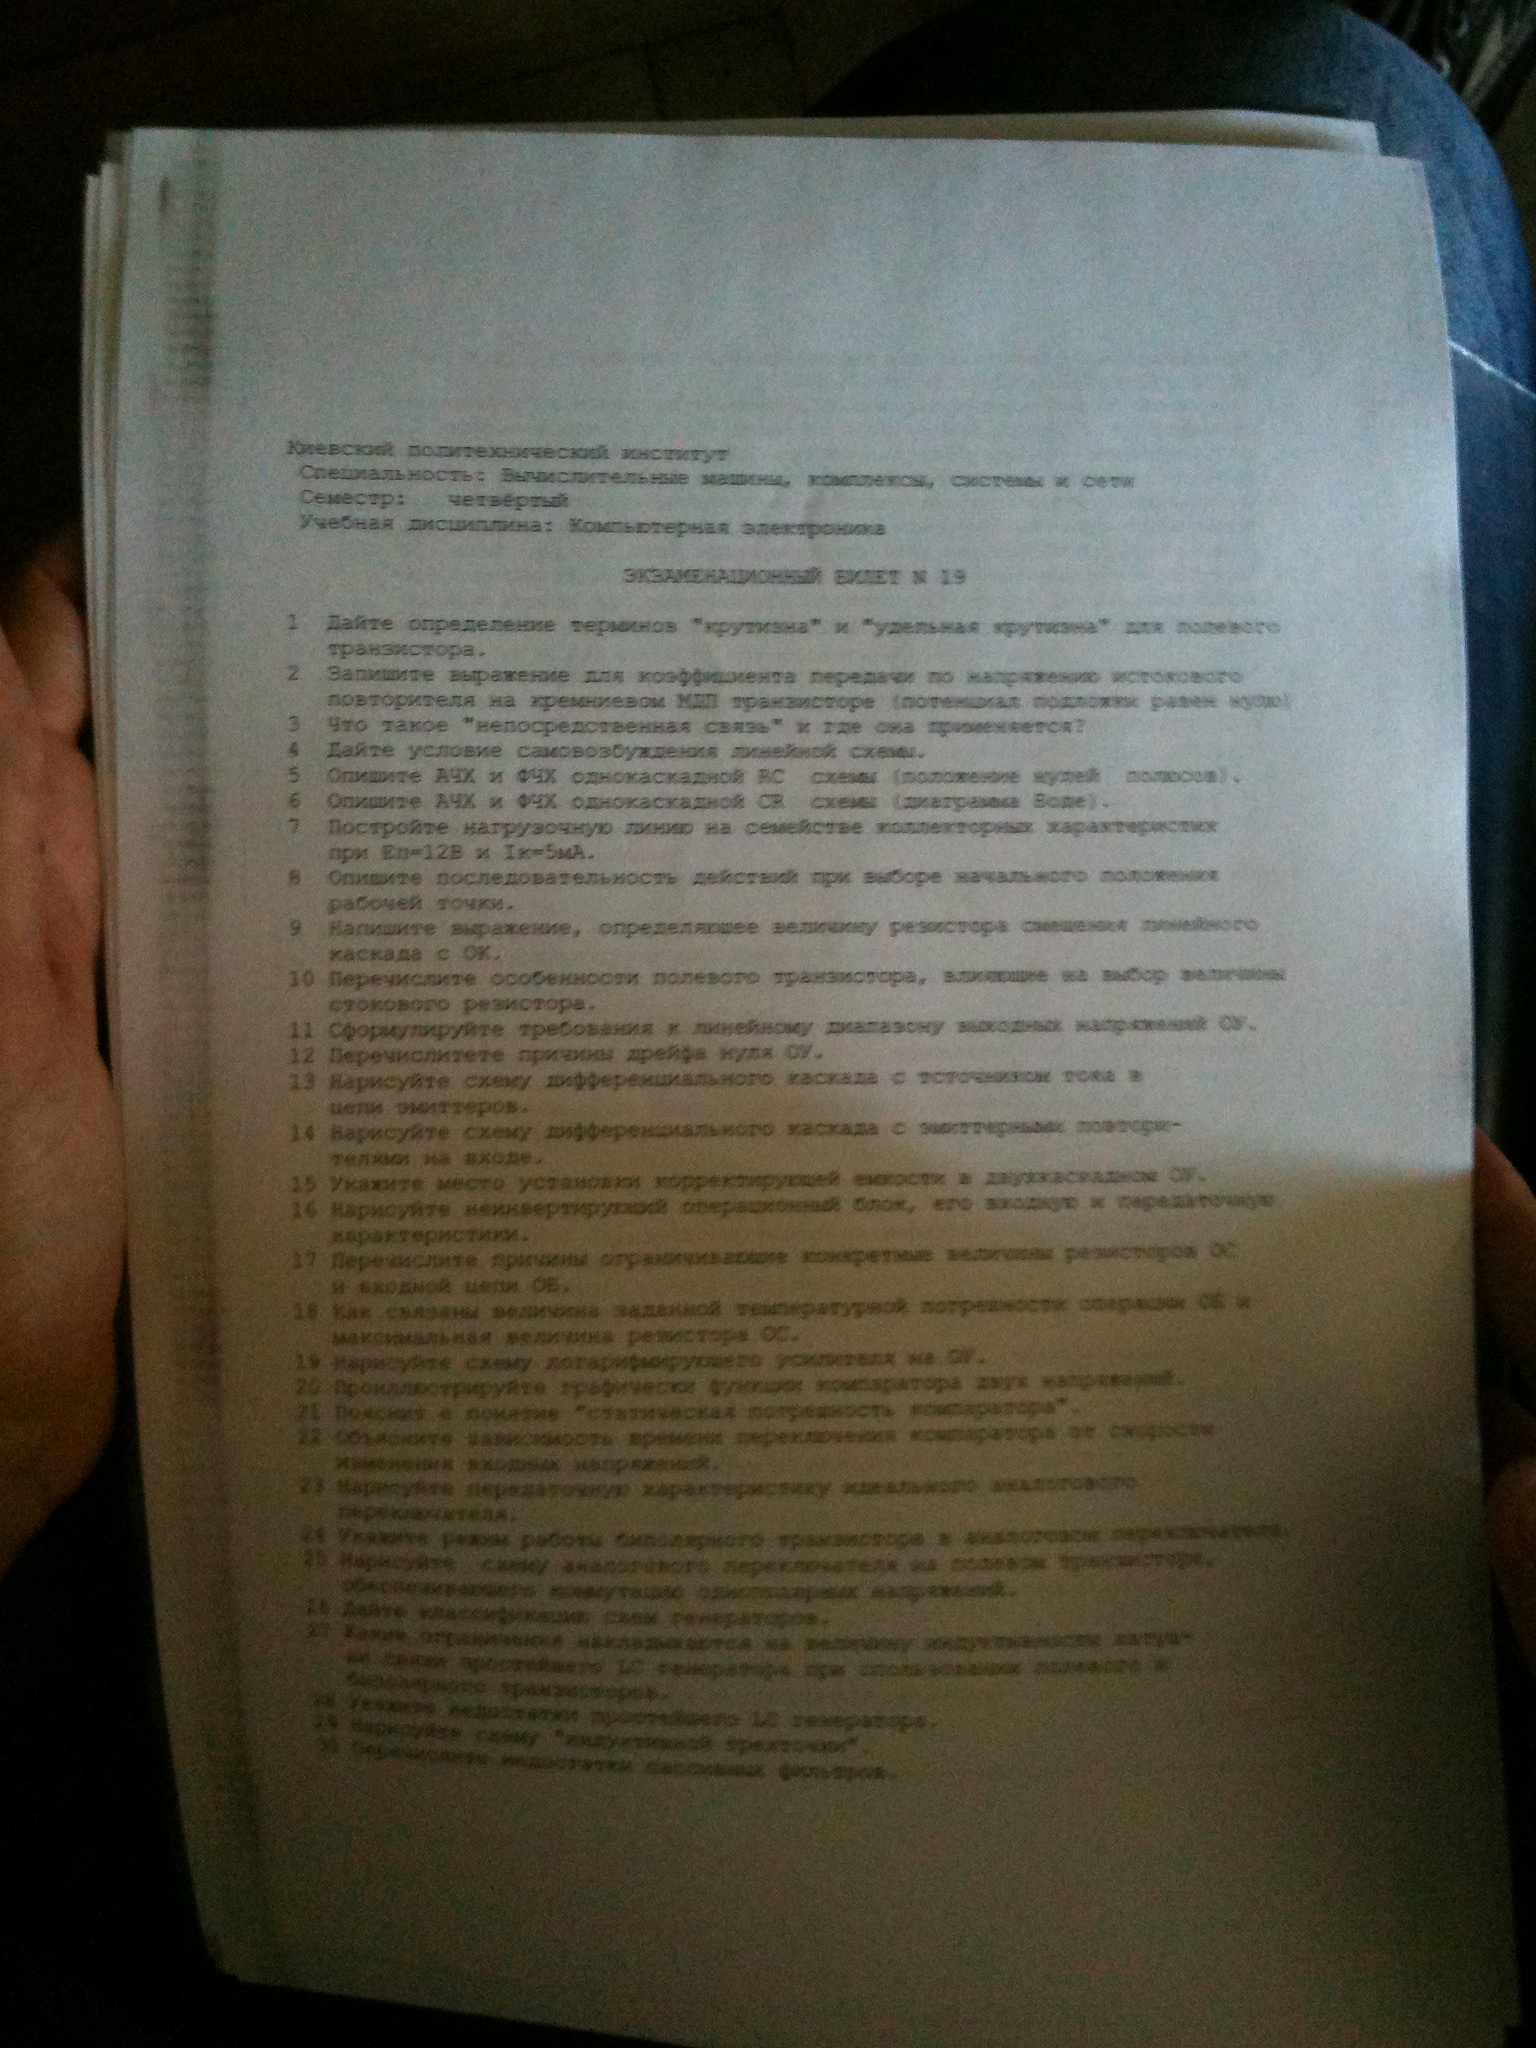 Киевский политехнический институт
Специальность: Вычислительные машины, комплексы, системы и сети
Семестр: четвёртый
Учебная дисциплина: Компьютерная электроника
ЭКЗАМЕНАЦИОННЫЙ БИЛЕТ N 19
1 Дайте определение терминов "крутизна" и "удельная крутизна" для полевого
транзистора.
2 Запишите выражение для коэффициента передачи по напряжению истокового
повторителя на кремниевом МДП транзисторе (потенциал подложки равен нулю)
3 Что такое "непосредственная связь" и где она применяется?
4 Дайте условие самовозбуждения линейной схемы.
5 Опишите АЧХ и ФЧХ однокаскадной RC схемы (положение нулей полюсов).
6 Опишите АЧХ и ФЧХ однокаскадной CR схемы (диаграмма Боде).
7 Постройте нагрузочную линию на семействе коллекторных характеристик
при Еп=12В и Iк=5мА.
8 Опишите последовательность действий при выборе начального положения
рабочей точки.
9 Напишите выражение, определяющее величину резистора смещения линейного
каскада с ОК.
10 Перечислите особенности полевого транзистора, влияющие на выбор величины
стокового резистора.
11 Сформулируйте требования к линейному диапазону выходных напряжений ОУ.
12 Перечислитете причины дрейфа нуля ОУ.
13 Нарисуйте схему дифференциального каскада с тсточником тока в
цепи эмиттеров.
14 Нарисуйте схему дифференциального каскада с эмиттерными повтори-
телями на входе.
15 Укажите место установки корректирующей емкости в двухкаскадном ОУ.
16 Нарисуйте неинвертирующий операционный блок, его входную и передаточную
характеристики.
17 Перечислите причины ограничивающие конкретные величины резисторов ОС
и входной цепи ОБ.
18 Как связаны величина заданной температурной погрешности операции ОБ и
максимальная величина резистора ОС.
19 Нарисуйте схему логарифмирующего усилителя на ОУ.
20 Проиллюстрируйте графически функции компаратора двух напряжений.
21 Пояснит е понятие "статическая погрешность компаратора".
22 Объясните зависимость времени переключения компаратора от скорости
изменения входных напряжений.
23 Нарисуйте передаточную характеристику идеального аналогового
переключателя.
24 Укажите режим работы биполярного транзистора в аналоговом переключателе.
25 Нарисуйте схему аналогового переключателя на полевом транзисторе,
обеспечивающего коммутацию однополярных напряжений.
26 Дайте классификацию схем генераторов.
27 Какие ограничения накладываются на величину индуктивности катуш-
ки связи простейшего LC генератора при спользовании полевого и
биполярного транзисторов.
28 Укажите недостатки простейшего LC генератора.
29 Нарисуйте схему "индуктивной трехточки".
30 Перечислите недостатки пассивных фильтров.